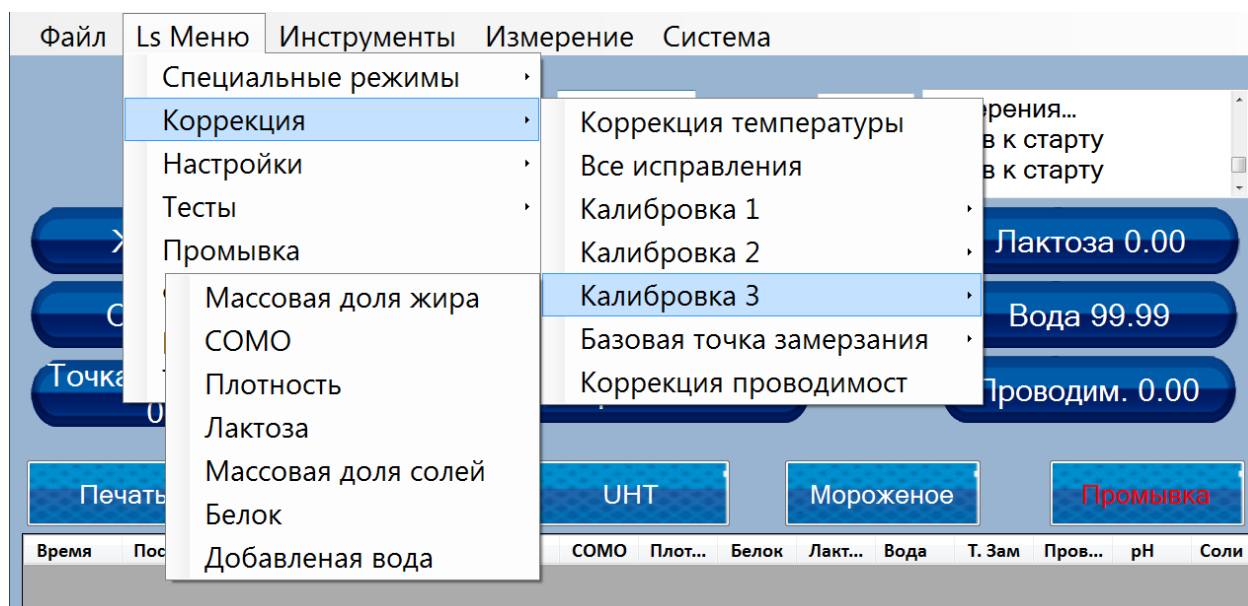 Файл Ls Меню Инструменты Измерение Система
Специальные режимы
Коррекция
Настройки
Тесты
Промывка
Коррекция температуры
Все исправления
Калибровка 1
Калибровка 2
Калибровка 3
Базовая точка замерзания
Коррекция проводимост
Массовая доля жира
СОМО
Плотность
Лактоза
Массовая доля солей
Белок
Добавленая вода
в к старту
в к старту
Лактоза 0.00
Вода 99.99
Проводим. 0.00
Точка
Печать UHT Мороженое Промывка
Время СОМО Плот... Белок Лакт... Вода Т. Зам Пров... pH Соли